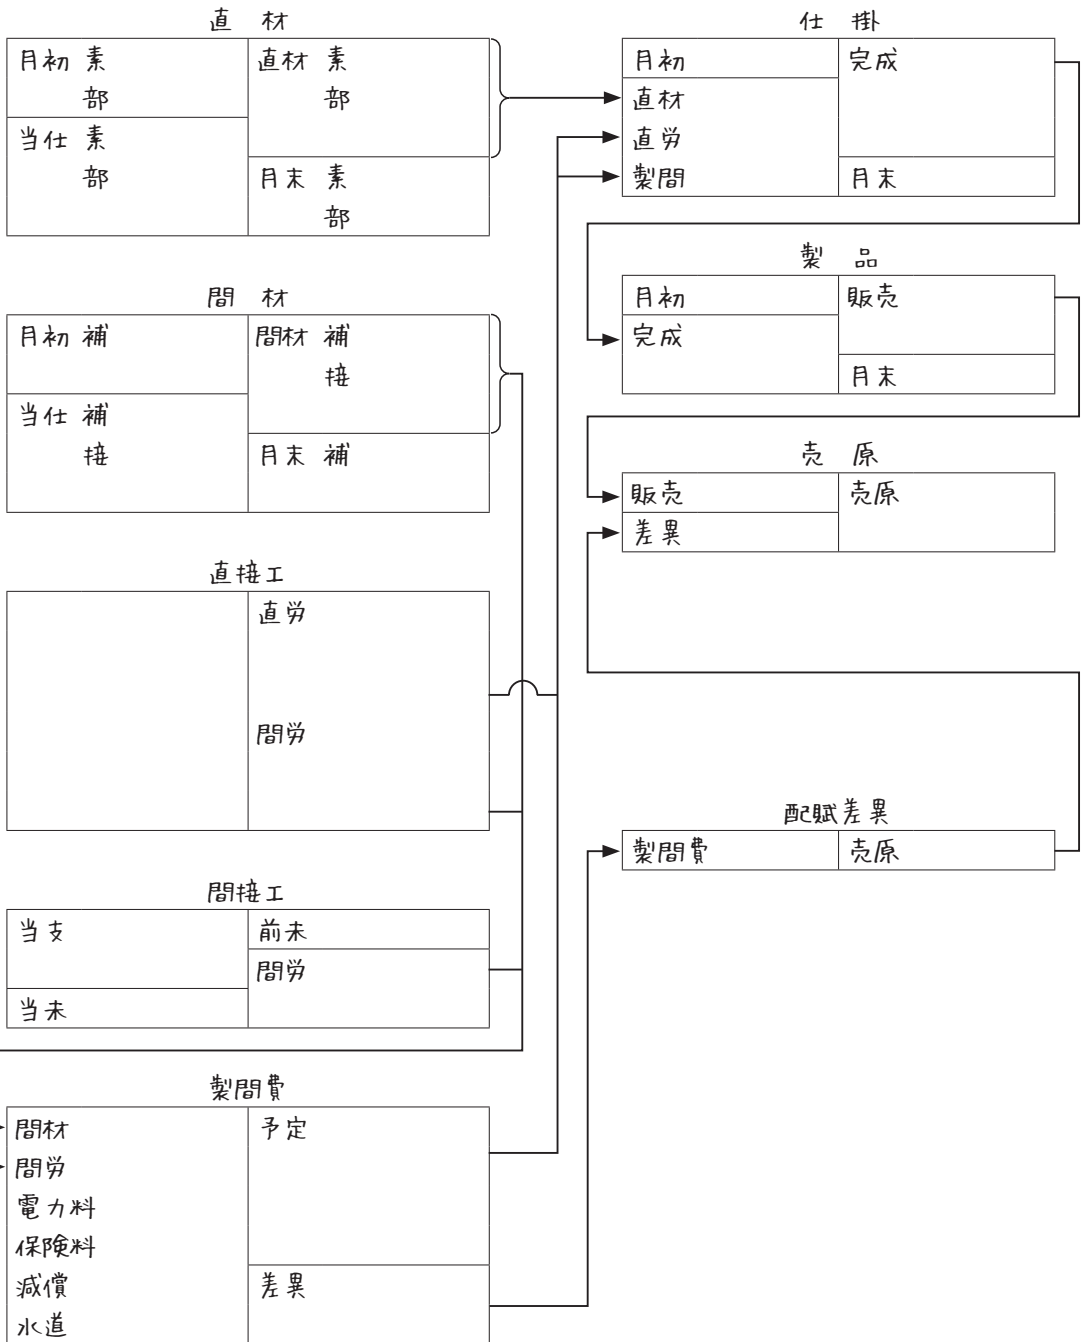 直 材
月初 素
部
当仕 素
部
直材 素
部
月末 素
部
間 材
月初 補
当仕 補
接
間材 補
接
月末 補
直接工
直労
間労
間接工
当支
当未
前未
間労
製間費
間材
間労
電力料
保険料
減償
水道
予定
差異
仕 掛
月初
直材
直労
製間
完成
月末
製 品
月初
完成
販売
月末
売 原
販売
差異
売原
配賦差異
製間費
売原